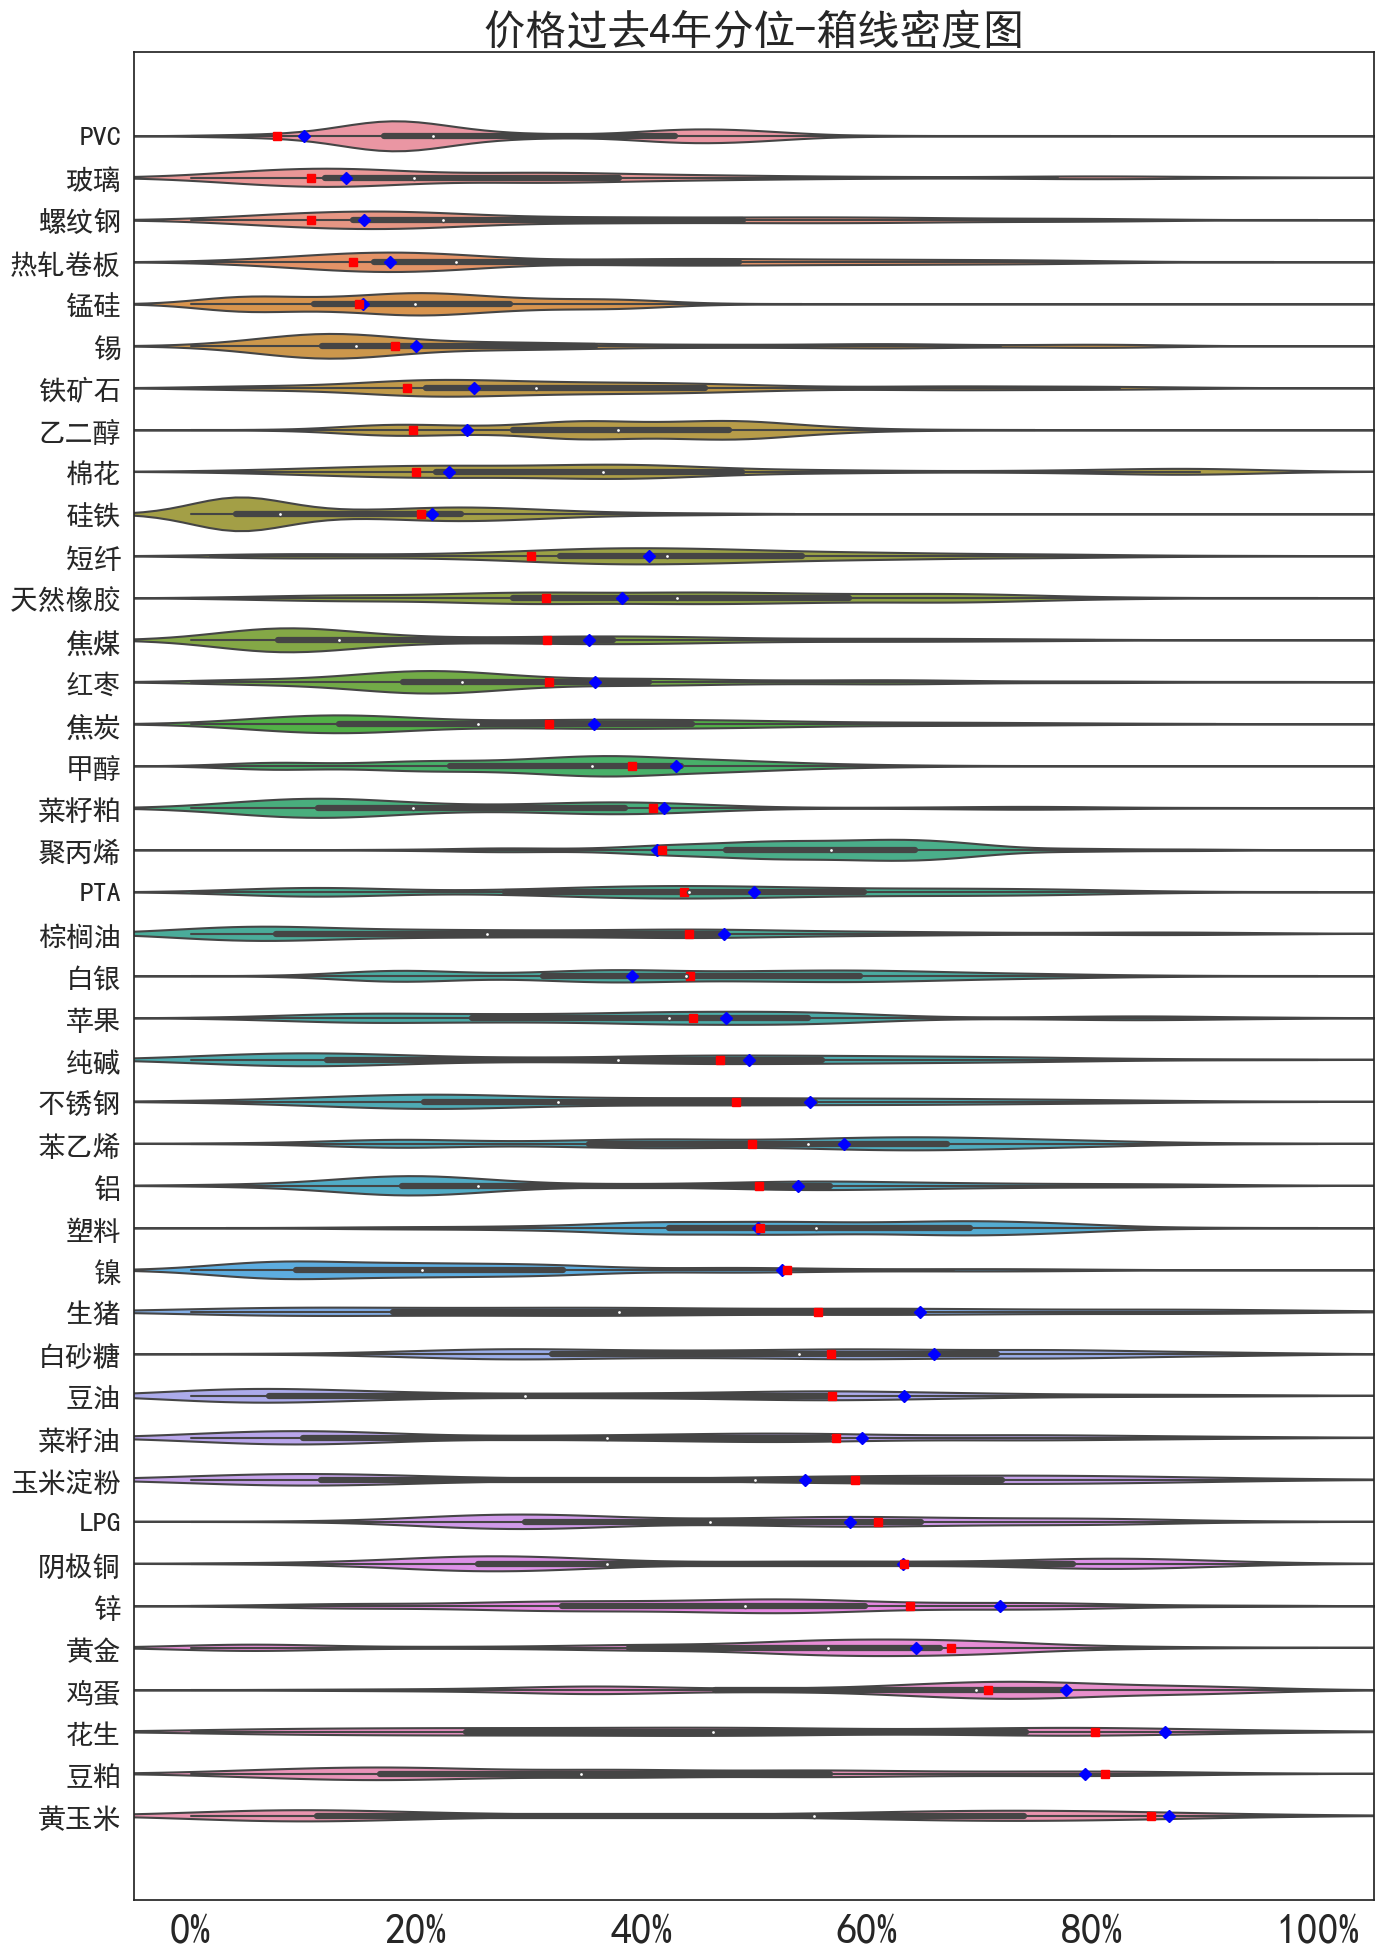 价格过去4年分位-箱线密度图
PVC
玻璃
螺纹钢
热轧卷板
锰硅
锡
铁矿石
乙二醇
棉花
硅铁
短纤
天然橡胶
焦煤
红枣
焦炭
甲醇
菜籽粕
聚丙烯
PTA
棕榈油
白银
苹果
纯碱
不锈钢
苯乙烯
铝
塑料
镍
生猪
白砂糖
豆油
菜籽油
玉米淀粉
LPG
阴极铜
锌
黄金
鸡蛋
花生
豆粕
黄玉米
0% 20% 40% 60% 80% 100%